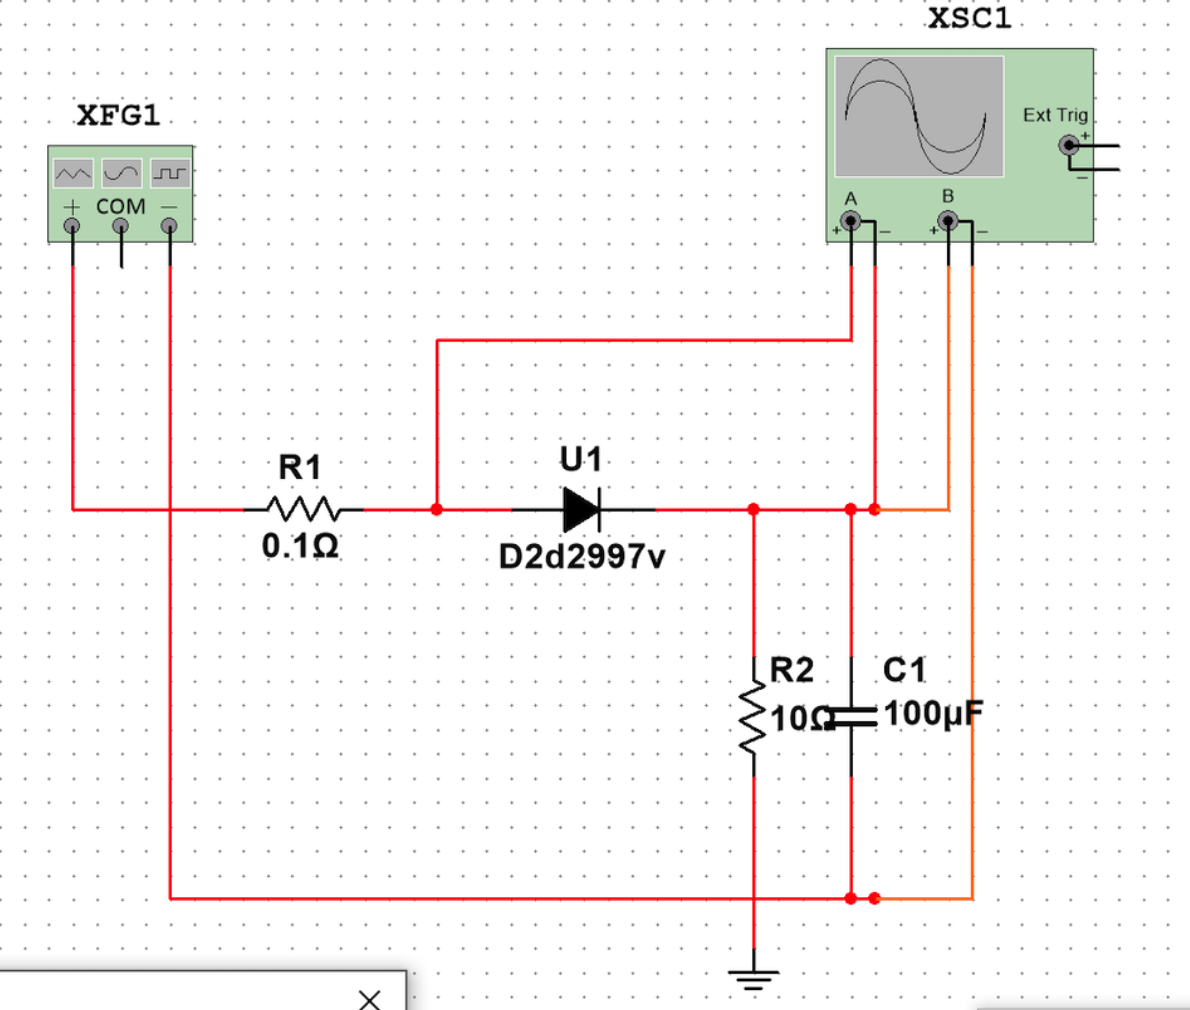 XSC1
XFG1
Ext Trig
+
−
+ COM −
A B
+ − + −
R1
0.1Ω
U1
D2d2997v
R2
10Ω
C1
100µF